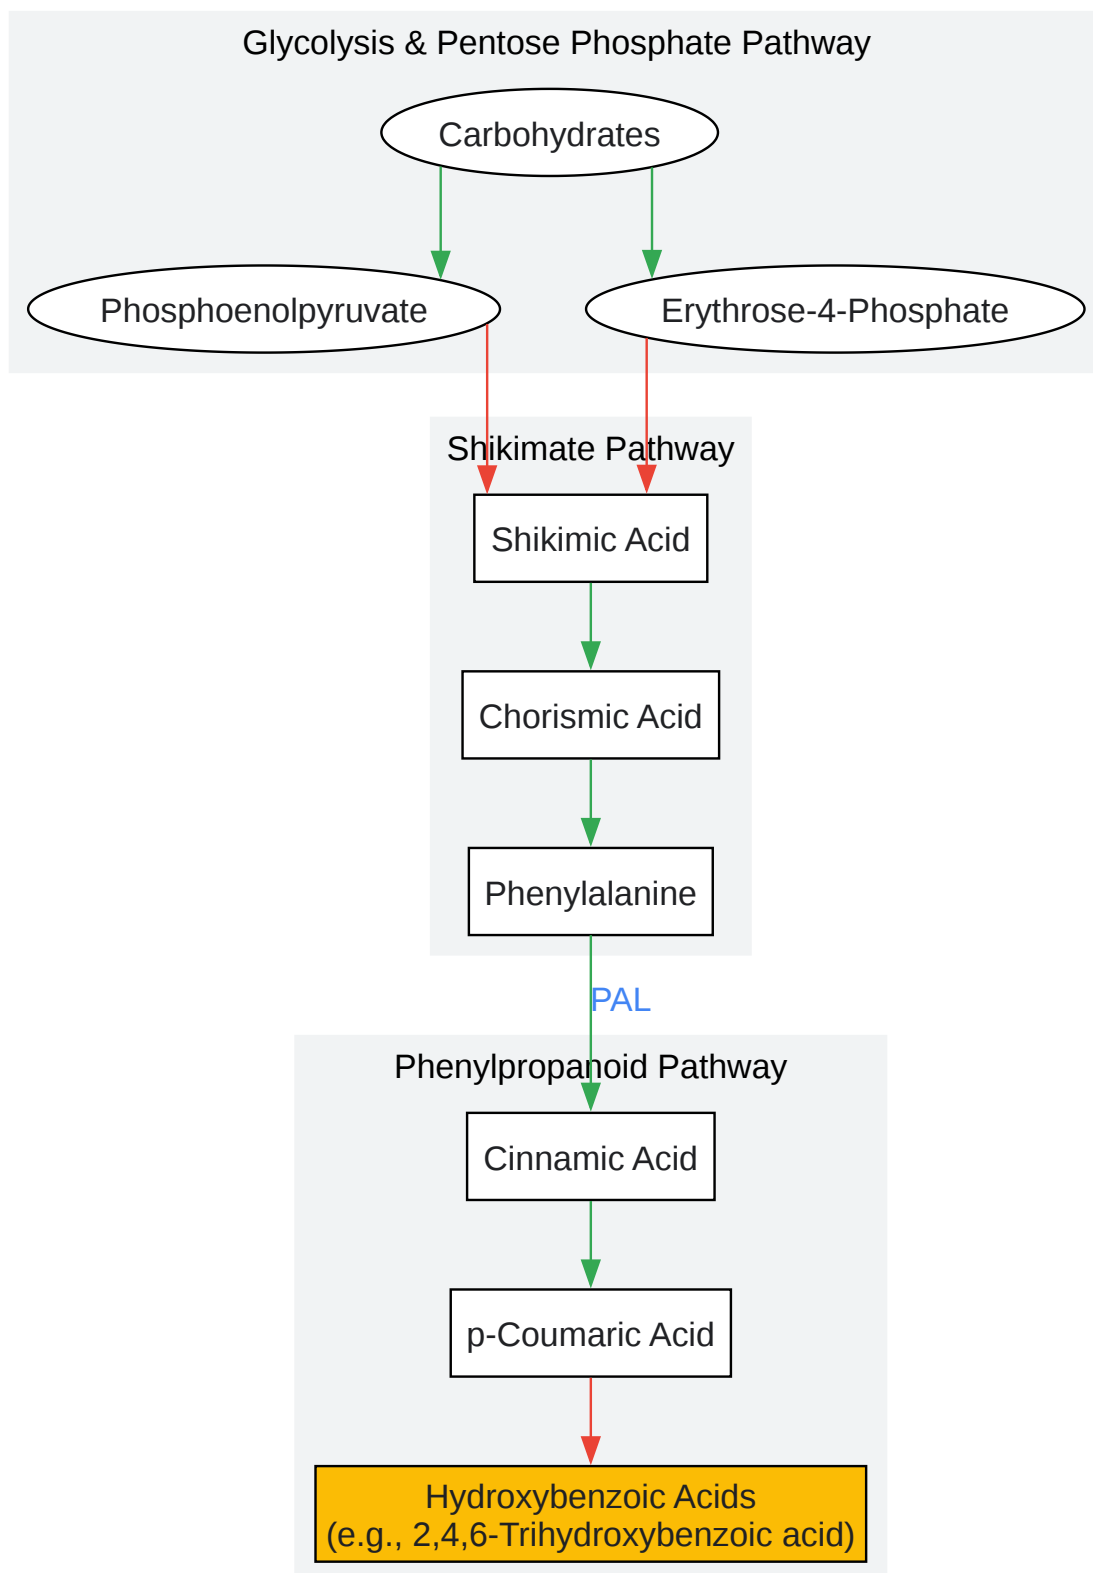 Glycolysis & Pentose Phosphate Pathway
Carbohydrates
Phosphoenolpyruvate
Erythrose-4-Phosphate
Shikimate Pathway
Shikimic Acid
Chorismic Acid
Phenylalanine
PAL
Phenylpropanoid Pathway
Cinnamic Acid
p-Coumaric Acid
Hydroxybenzoic Acids
(e.g., 2,4,6-Trihydroxybenzoic acid)